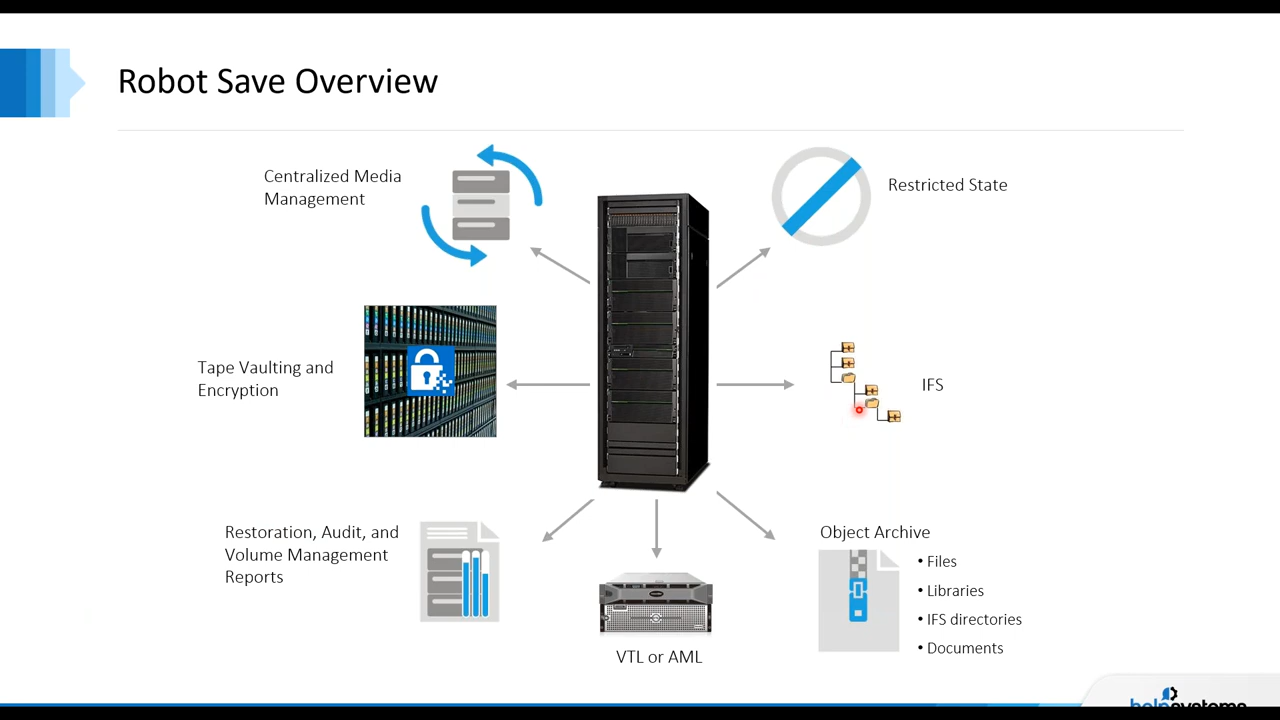 Robot Save Overview
Centralized Media
Management
Restricted State
Tape Vaulting and
Encryption
IFS
Restoration, Audit, and
Volume Management
Reports
Object Archive
• Files
• Libraries
• IFS directories
• Documents
VTL or AML
helpsystems